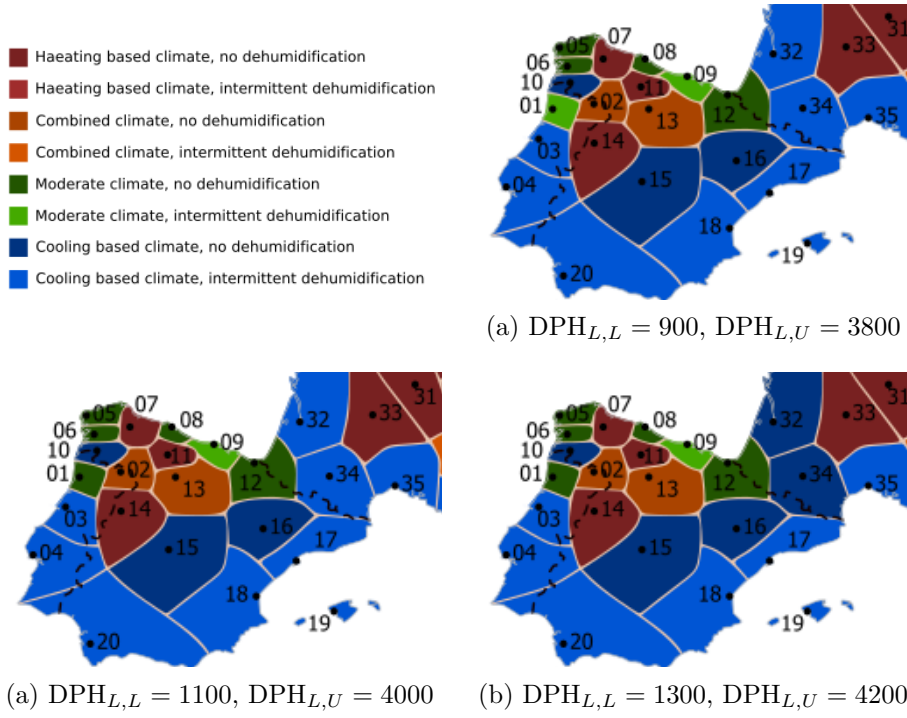 Haeating based climate, no dehumidification
Haeating based climate, intermittent dehumidification
Combined climate, no dehumidification
Combined climate, intermittent dehumidification
Moderate climate, no dehumidification
Moderate climate, intermittent dehumidification
Cooling based climate, no dehumidification
Cooling based climate, intermittent dehumidification
05 07 08 32 33 31
06
10 11 09
01 02 13 12 34 35
03 14 16 17
04 15
18 19
20
(a) DPH_{L,L} = 900, DPH_{L,U} = 3800
05 07 08 32 33 31
06
10 11 09
01 02 13 12 34 35
03 14 16 17
04 15
18 19
20
05 07 08 32 33 31
06
10 11 09
01 02 13 12 34 35
03 14 16 17
04 15
18 19
20
(a) DPH_{L,L} = 1100, DPH_{L,U} = 4000
(b) DPH_{L,L} = 1300, DPH_{L,U} = 4200